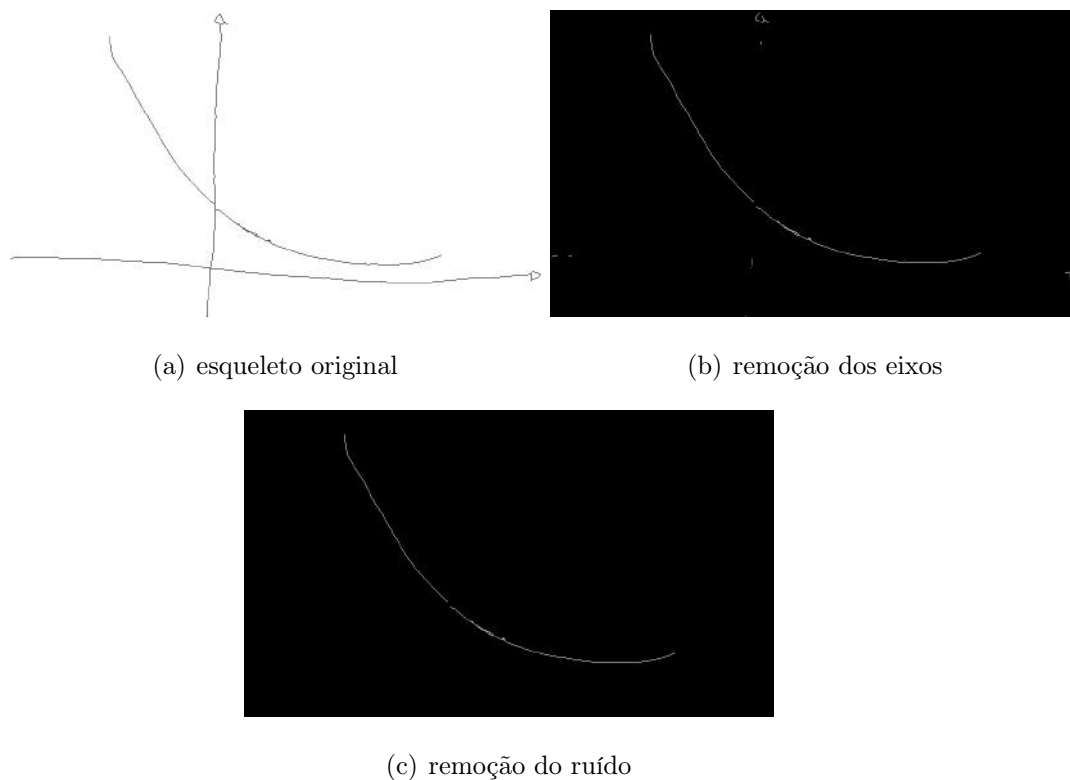 (a) esqueleto original
(b) remoção dos eixos
(c) remoção do ruído